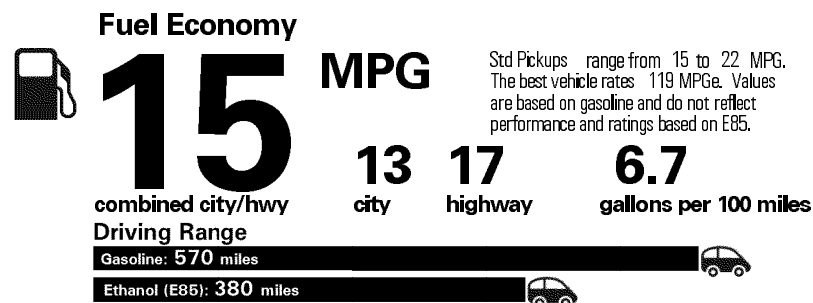 Fuel Economy
15 MPG
Std Pickups range from 15 to 22 MPG.
The best vehicle rates 119 MPGe. Values
are based on gasoline and do not reflect
performance and ratings based on E85.
13 17 6.7
combined city/hwy city highway gallons per 100 miles
Driving Range
Gasoline: 570 miles
Ethanol (E85): 380 miles